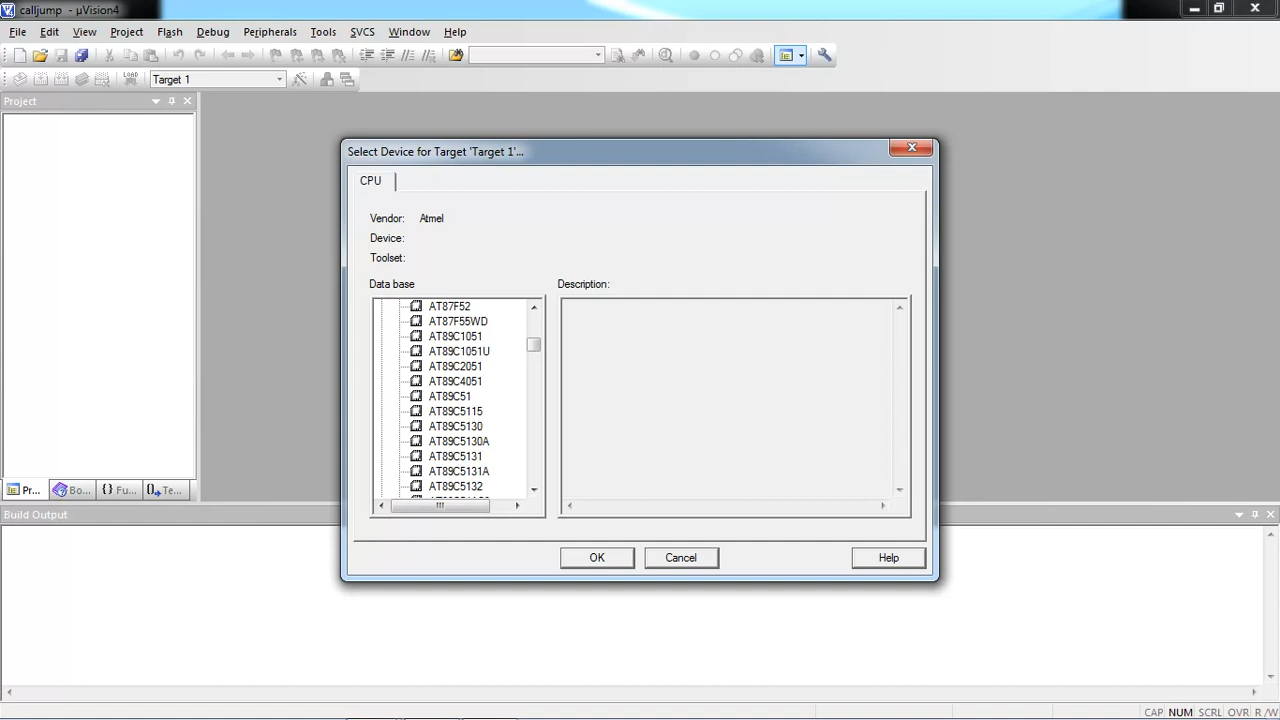 calljump - µVision4
File Edit View Project Flash Debug Peripherals Tools SVCS Window Help
LOAD Target 1
Project
Select Device for Target 'Target 1'...
CPU
Vendor: Atmel
Device:
Toolset:
Data base Description:
AT87F52
AT87F55WD
AT89C1051
AT89C1051U
AT89C2051
AT89C4051
AT89C51
AT89C5115
AT89C5130
AT89C5130A
AT89C5131
AT89C5131A
AT89C5132
Pr... Bo... {} Fu... Te...
Build Output
OK Cancel Help
CAP NUM SCRL OVR R /W